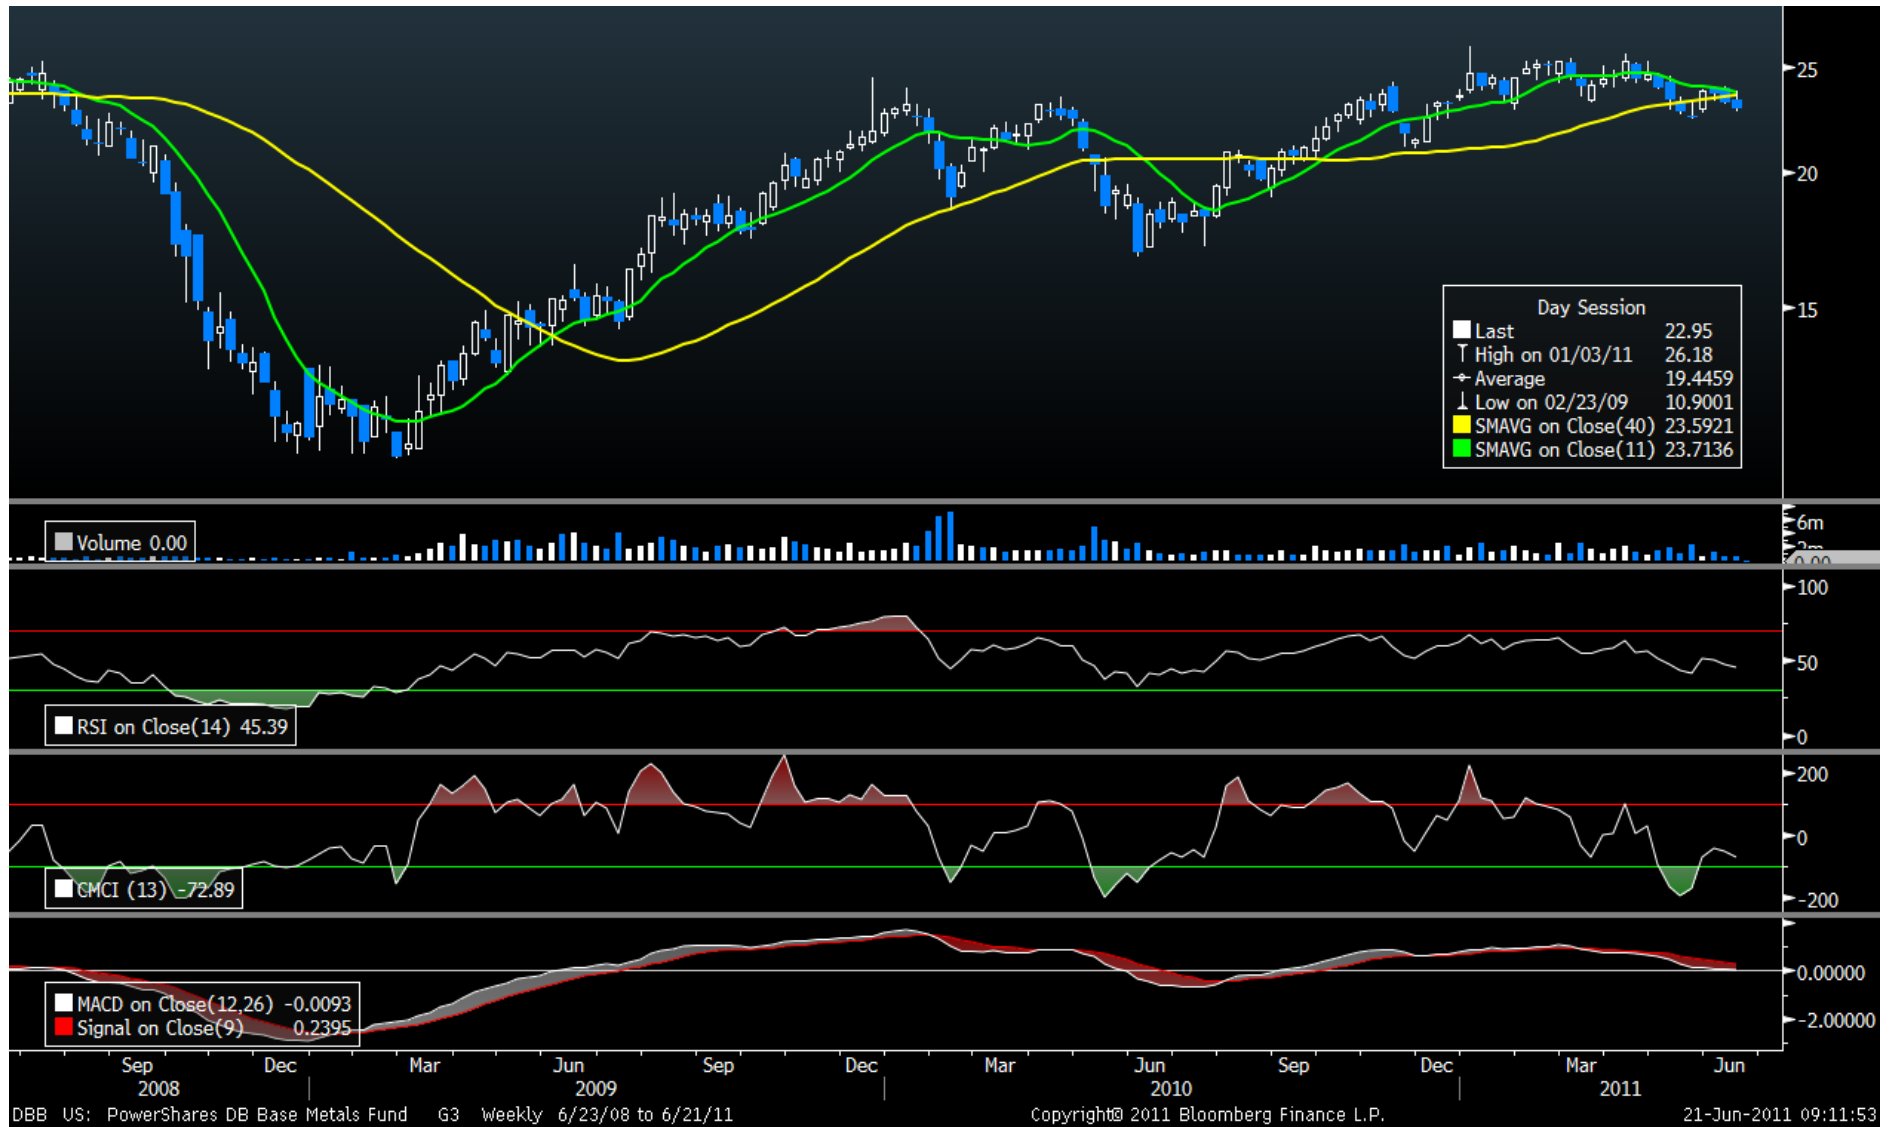 25
20
15
Day Session
Last 22.95
High on 01/03/11 26.18
Average 19.4459
Low on 02/23/09 10.9001
SMAVG on Close(40) 23.5921
SMAVG on Close(11) 23.7136
6m
2m
0.00
Volume 0.00
100
50
0
RSI on Close(14) 45.39
200
0
-200
CMCI (13) -72.89
0.00000
-2.00000
MACD on Close(12,26) -0.0093
Signal on Close(9) 0.2395
Sep Dec Mar Jun Sep Dec Mar Jun Sep Dec Mar Jun
2008 2009 2010 2011
DBB US: PowerShares DB Base Metals Fund G3 Weekly 6/23/08 to 6/21/11 Copyright© 2011 Bloomberg Finance L.P. 21-Jun-2011 09:11:53